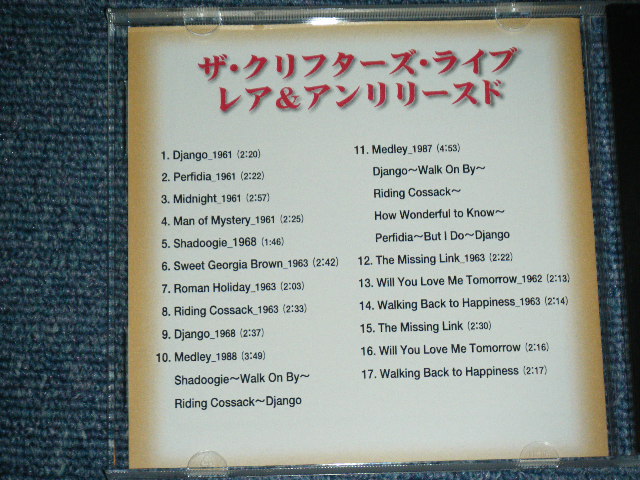 ザ・クリフターズ・ライブ
レア&アンリリースド
1. Django_1961 (2:20)
2. Perfidia_1961 (2:22)
3. Midnight_1961 (2:57)
4. Man of Mystery_1961 (2:25)
5. Shadoogie_1968 (1:46)
6. Sweet Georgia Brown_1963 (2:42)
7. Roman Holiday_1963 (2:03)
8. Riding Cossack_1963 (2:33)
9. Django_1968 (2:37)
10. Medley_1988 (3:49)
Shadoogie～Walk On By～
Riding Cossack～Django
11. Medley_1987 (4:53)
Django～Walk On By～
Riding Cossack～
How Wonderful to Know～
Perfidia～But I Do～Django
12. The Missing Link_1963 (2:22)
13. Will You Love Me Tomorrow_1962 (2:13)
14. Walking Back to Happiness_1963 (2:14)
15. The Missing Link (2:30)
16. Will You Love Me Tomorrow (2:16)
17. Walking Back to Happiness (2:17)